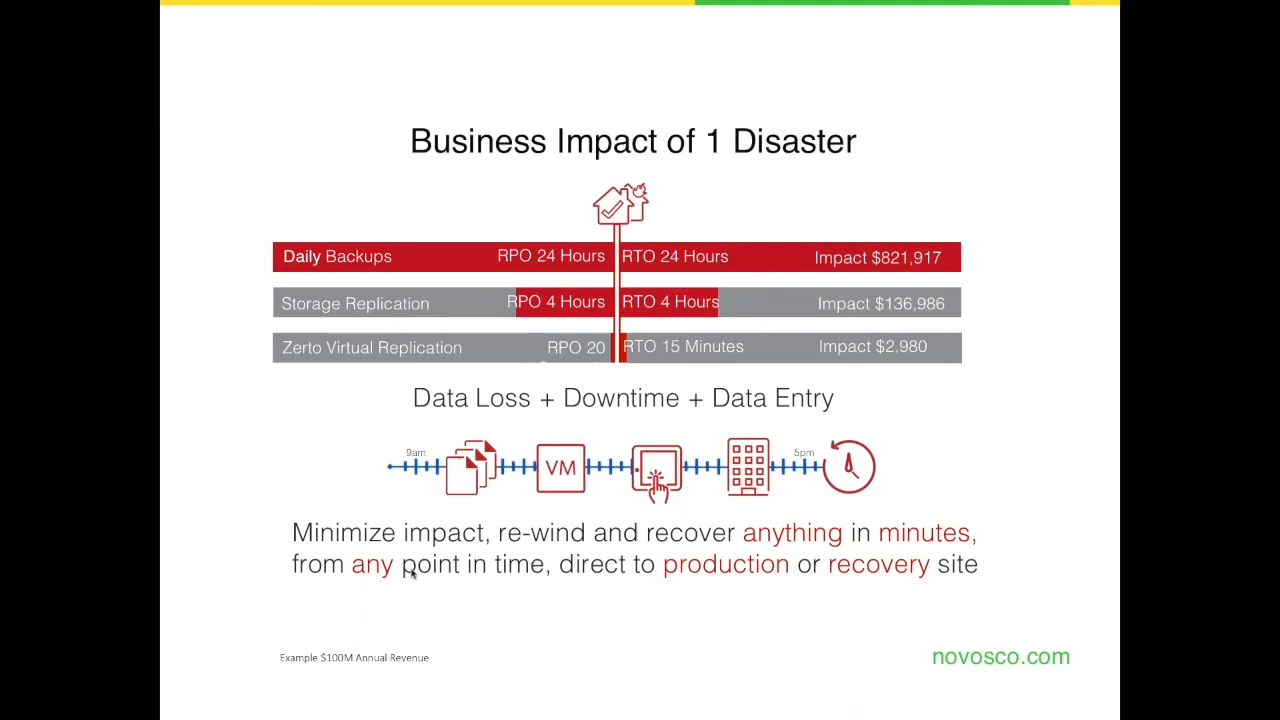 Business Impact of 1 Disaster
Daily Backups RPO 24 Hours RTO 24 Hours Impact $821,917
Storage Replication RPO 4 Hours RTO 4 Hours Impact $136,986
Zerto Virtual Replication RPO 20 RTO 15 Minutes Impact $2,980
Data Loss + Downtime + Data Entry
9am VM 5pm
Minimize impact, re-wind and recover anything in minutes,
from any point in time, direct to production or recovery site
Example $100M Annual Revenue
novosco.com